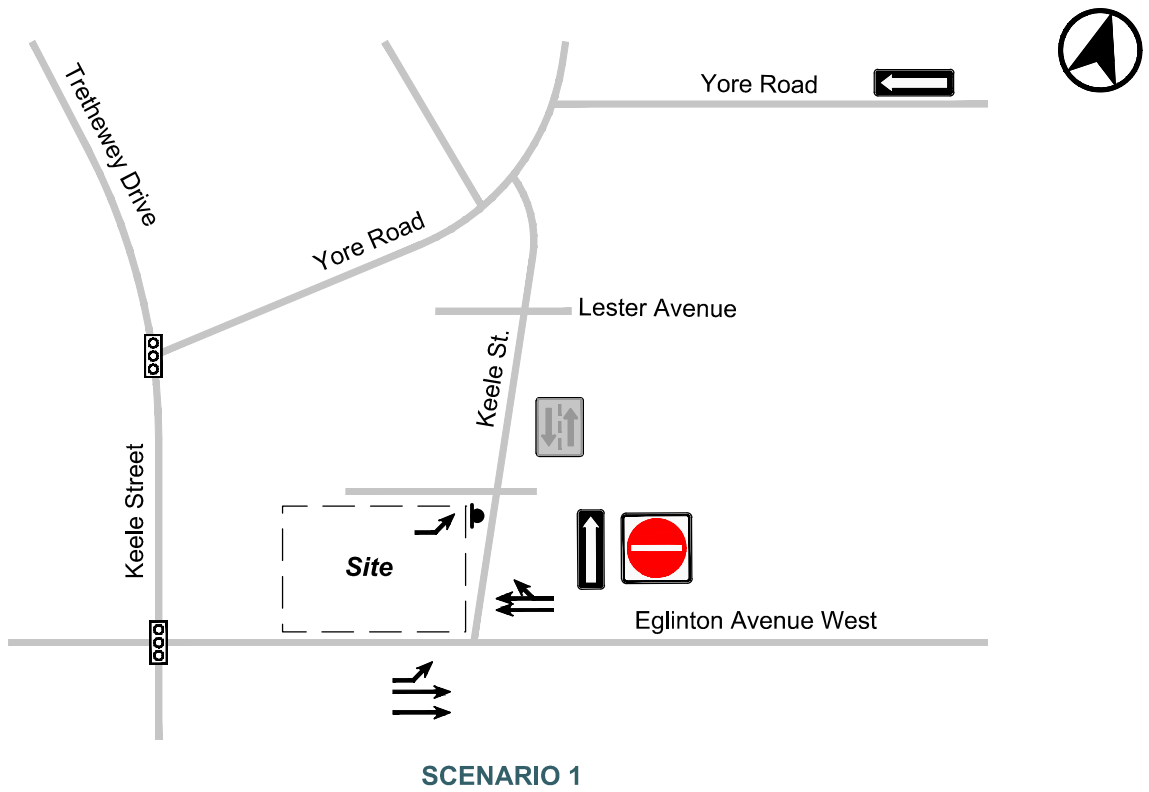 Yore Road
Trethewey Drive
Yore Road
Lester Avenue
Keele St.
Keele Street
Site
Eglinton Avenue West
SCENARIO 1